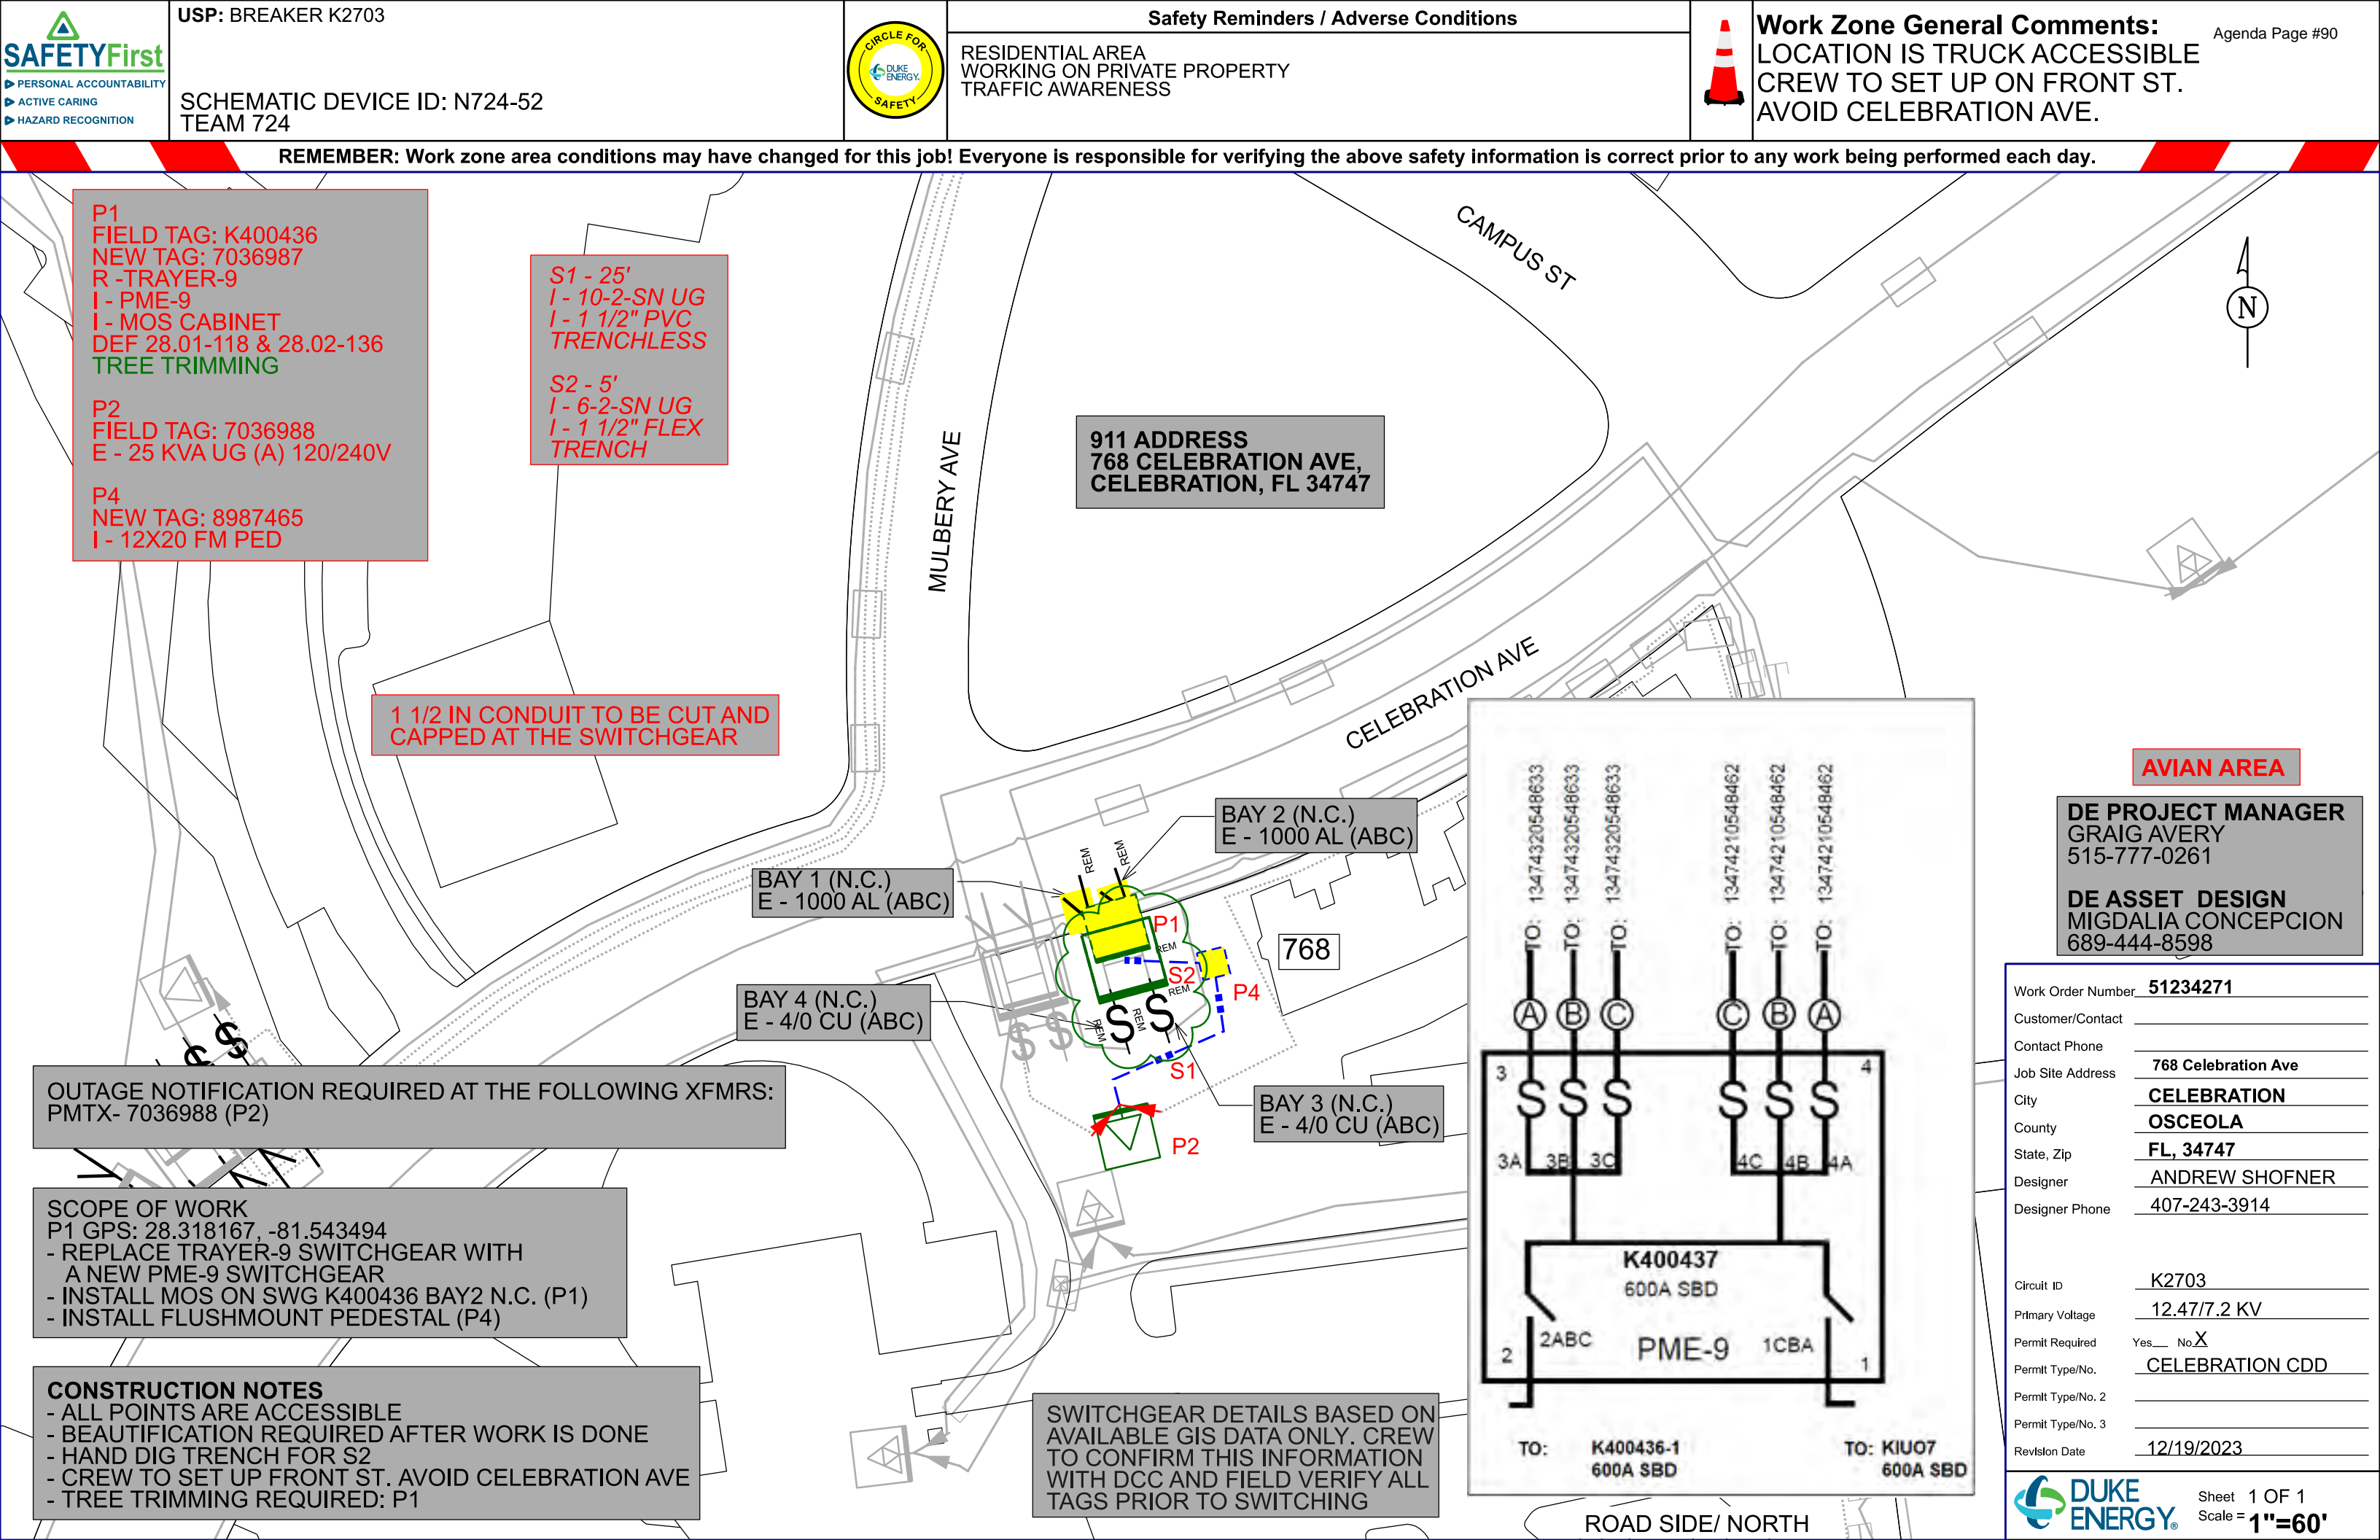 SAFETYFirst
PERSONAL ACCOUNTABILITY
ACTIVE CARING
HAZARD RECOGNITION
USP: BREAKER K2703
SCHEMATIC DEVICE ID: N724-52
TEAM 724
CIRCLE FOR
DUKE
ENERGY.
SAFETY
Safety Reminders / Adverse Conditions
RESIDENTIAL AREA
WORKING ON PRIVATE PROPERTY
TRAFFIC AWARENESS
Work Zone General Comments:
LOCATION IS TRUCK ACCESSIBLE
CREW TO SET UP ON FRONT ST.
AVOID CELEBRATION AVE.
Agenda Page #90
REMEMBER: Work zone area conditions may have changed for this job! Everyone is responsible for verifying the above safety information is correct prior to any work being performed each day.
P1
FIELD TAG: K400436
NEW TAG: 7036987
R -TRAYER-9
I - PME-9
I - MOS CABINET
DEF 28.01-118 & 28.02-136
TREE TRIMMING
P2
FIELD TAG: 7036988
E - 25 KVA UG (A) 120/240V
P4
NEW TAG: 8987465
I - 12X20 FM PED
S1 - 25'
I - 10-2-SN UG
I - 1 1/2" PVC
TRENCHLESS
S2 - 5'
I - 6-2-SN UG
I - 1 1/2" FLEX
TRENCH
911 ADDRESS
768 CELEBRATION AVE,
CELEBRATION, FL 34747
CAMPUS ST
MULBERY AVE
CELEBRATION AVE
N
1 1/2 IN CONDUIT TO BE CUT AND
CAPPED AT THE SWITCHGEAR
BAY 2 (N.C.)
E - 1000 AL (ABC)
BAY 1 (N.C.)
E - 1000 AL (ABC)
BAY 4 (N.C.)
E - 4/0 CU (ABC)
BAY 3 (N.C.)
E - 4/0 CU (ABC)
REM
REM
P1
REM
S2
REM
P4
S
S
REM
REM
S1
P2
768
S S
S S
OUTAGE NOTIFICATION REQUIRED AT THE FOLLOWING XFMRS:
PMTX- 7036988 (P2)
SCOPE OF WORK
P1 GPS: 28.318167, -81.543494
- REPLACE TRAYER-9 SWITCHGEAR WITH
A NEW PME-9 SWITCHGEAR
- INSTALL MOS ON SWG K400436 BAY2 N.C. (P1)
- INSTALL FLUSHMOUNT PEDESTAL (P4)
CONSTRUCTION NOTES
- ALL POINTS ARE ACCESSIBLE
- BEAUTIFICATION REQUIRED AFTER WORK IS DONE
- HAND DIG TRENCH FOR S2
- CREW TO SET UP FRONT ST. AVOID CELEBRATION AVE
- TREE TRIMMING REQUIRED: P1
SWITCHGEAR DETAILS BASED ON
AVAILABLE GIS DATA ONLY. CREW
TO CONFIRM THIS INFORMATION
WITH DCC AND FIELD VERIFY ALL
TAGS PRIOR TO SWITCHING
TO: 13474320548633
TO: 13474320548633
TO: 13474320548633
TO: 13474210548462
TO: 13474210548462
TO: 13474210548462
A B C C B A
3 4
S S S S S S
3A 3B 3C 4C 4B 4A
K400437
600A SBD
2ABC PME-9 1CBA
2 1
TO: K400436-1
600A SBD
TO: KIUO7
600A SBD
ROAD SIDE/ NORTH
AVIAN AREA
DE PROJECT MANAGER
GRAIG AVERY
515-777-0261
DE ASSET DESIGN
MIGDALIA CONCEPCION
689-444-8598
Work Order Number 51234271
Customer/Contact
Contact Phone
Job Site Address 768 Celebration Ave
City CELEBRATION
County OSCEOLA
State, Zip FL, 34747
Designer ANDREW SHOFNER
Designer Phone 407-243-3914
Circuit ID K2703
Primary Voltage 12.47/7.2 KV
Permit Required Yes__ No X
Permit Type/No. CELEBRATION CDD
Permit Type/No. 2
Permit Type/No. 3
Revision Date 12/19/2023
DUKE
ENERGY®
Sheet 1 OF 1
Scale = 1"=60'